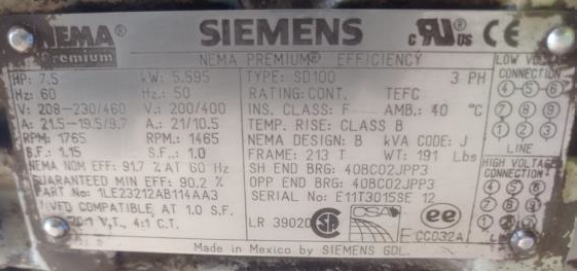 NEMA Premium
SIEMENS
c UL US CE
NEMA PREMIUM® EFFICIENCY
HP: 7.5 kW: 5.595
Hz: 60 Hz: 50
V: 208-230/460 V.: 200/400
A: 21.5-19.5/9.7 A.: 21/10.5
RPM: 1765 RPM.: 1465
S.F.: 1.15 S.F..: 1.0
NEMA NOM EFF: 91.7 % AT 60 Hz
GUARANTEED MIN EFF: 90.2 %
PART No: 1LE23212AB114AA3
COMPATIBLE AT 1.0 S.F.
V.T., 4:1 C.T.
TYPE: SD100 3 PH
RATING: CONT. TEFC
INS. CLASS: F AMB.: 40 °C
TEMP. RISE: CLASS B
NEMA DESIGN: B kVA CODE: J
FRAME: 213 T WT: 191 Lbs
SH END BRG: 40BC02JPP3
OPP END BRG: 40BC02JPP3
SERIAL No: E11T3015SE 12
LR 39020 SA CSA ee
CC032A
Made in Mexico by SIEMENS GDL.
LOW VOLTAGE
CONNECTION
4-5-6
7 8 9
1 2 3
LINE
HIGH VOLTAGE
CONNECTION
4 5 6
7 8 9
1 2
LINE